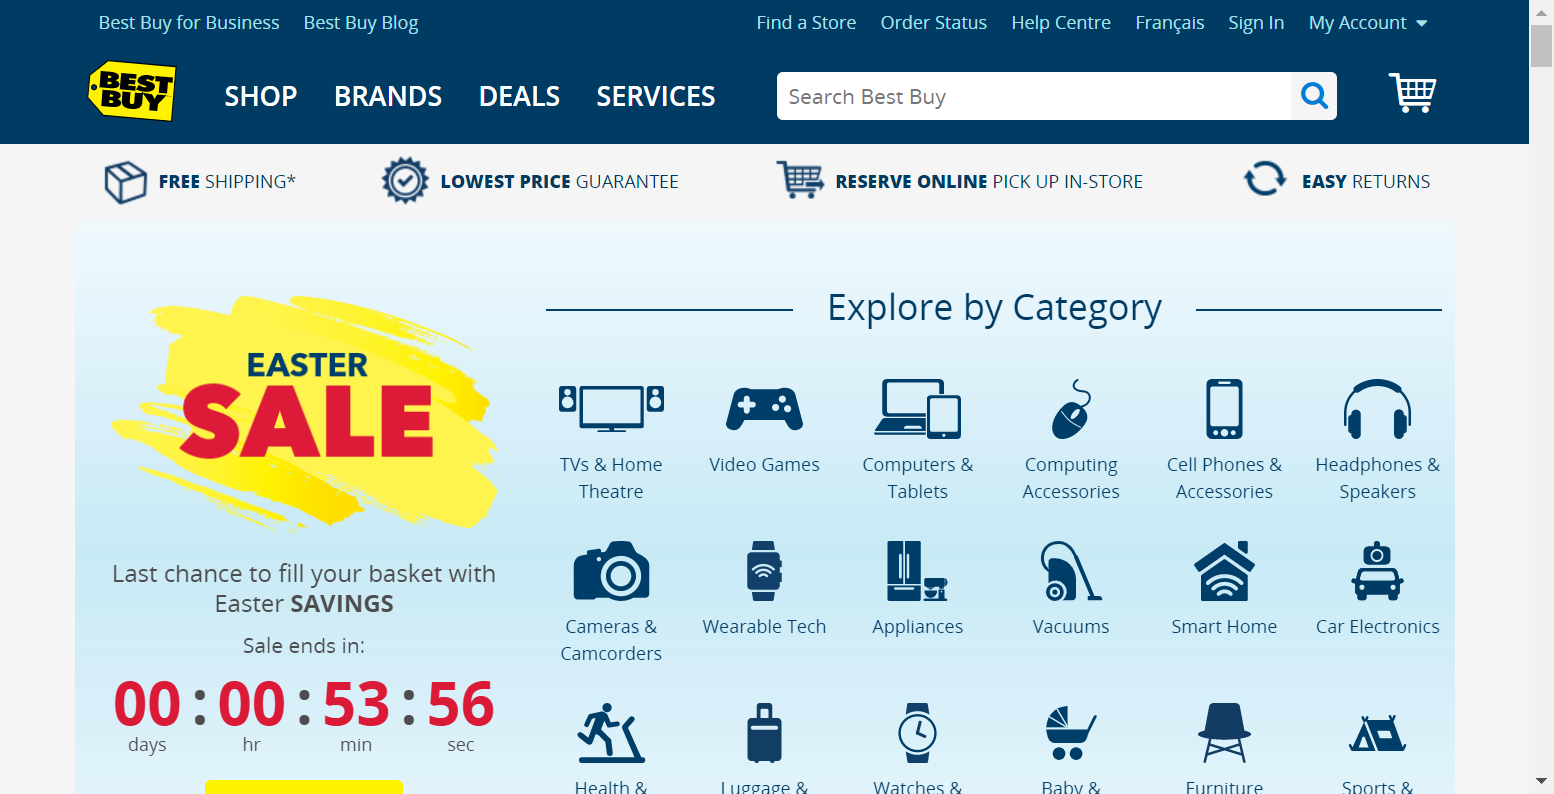 Best Buy for Business Best Buy Blog Find a Store Order Status Help Centre Français Sign In My Account
BEST BUY
SHOP BRANDS DEALS SERVICES Search Best Buy
FREE SHIPPING* LOWEST PRICE GUARANTEE RESERVE ONLINE PICK UP IN-STORE EASY RETURNS
EASTER
SALE
Last chance to fill your basket with
Easter SAVINGS
Sale ends in:
00 : 00 : 53 : 56
days hr min sec
Explore by Category
TVs & Home
Theatre
Video Games
Computers &
Tablets
Computing
Accessories
Cell Phones &
Accessories
Headphones &
Speakers
Cameras &
Camcorders
Wearable Tech
Appliances
Vacuums
Smart Home
Car Electronics
Health &
Luggage &
Watches &
Baby &
Furniture
Sports &